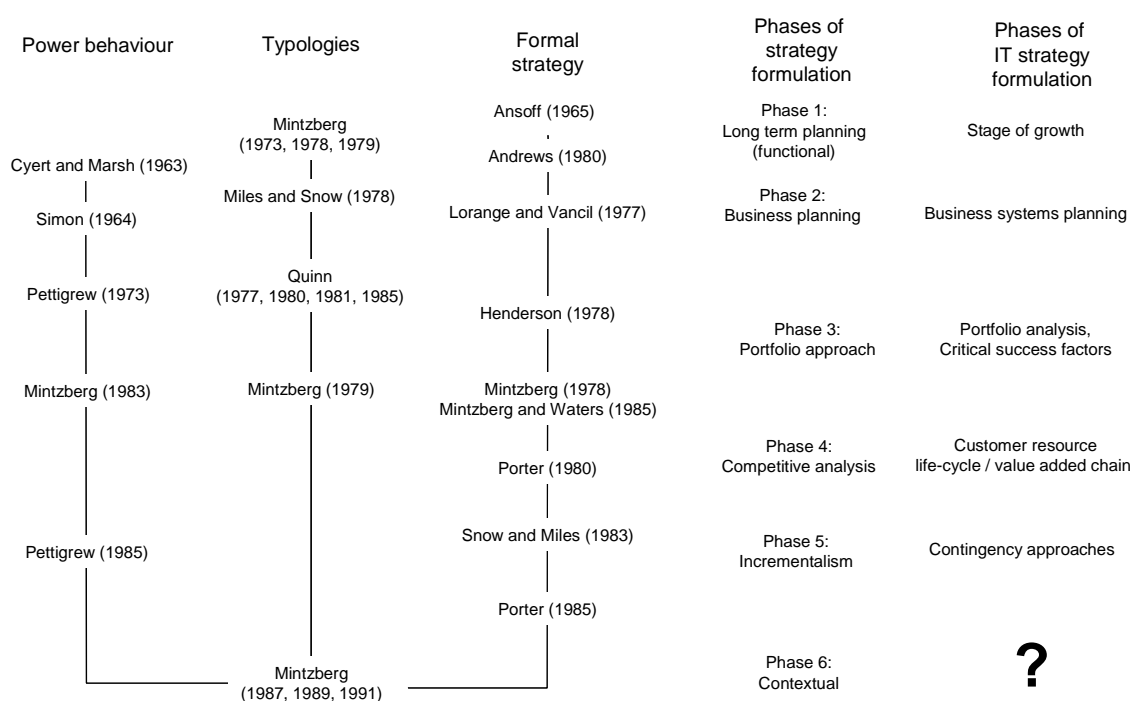 Power behaviour
Typologies
Formal
strategy
Phases of
strategy
formulation
Phases of
IT strategy
formulation
Cyert and Marsh (1963)
Simon (1964)
Pettigrew (1973)
Mintzberg (1983)
Pettigrew (1985)
Mintzberg
(1973, 1978, 1979)
Miles and Snow (1978)
Quinn
(1977, 1980, 1981, 1985)
Mintzberg (1979)
Mintzberg
(1987, 1989, 1991)
Ansoff (1965)
Andrews (1980)
Lorange and Vancil (1977)
Henderson (1978)
Mintzberg (1978)
Mintzberg and Waters (1985)
Porter (1980)
Snow and Miles (1983)
Porter (1985)
Phase 1:
Long term planning
(functional)
Phase 2:
Business planning
Phase 3:
Portfolio approach
Phase 4:
Competitive analysis
Phase 5:
Incrementalism
Phase 6:
Contextual
Stage of growth
Business systems planning
Portfolio analysis,
Critical success factors
Customer resource
life-cycle / value added chain
Contingency approaches
?